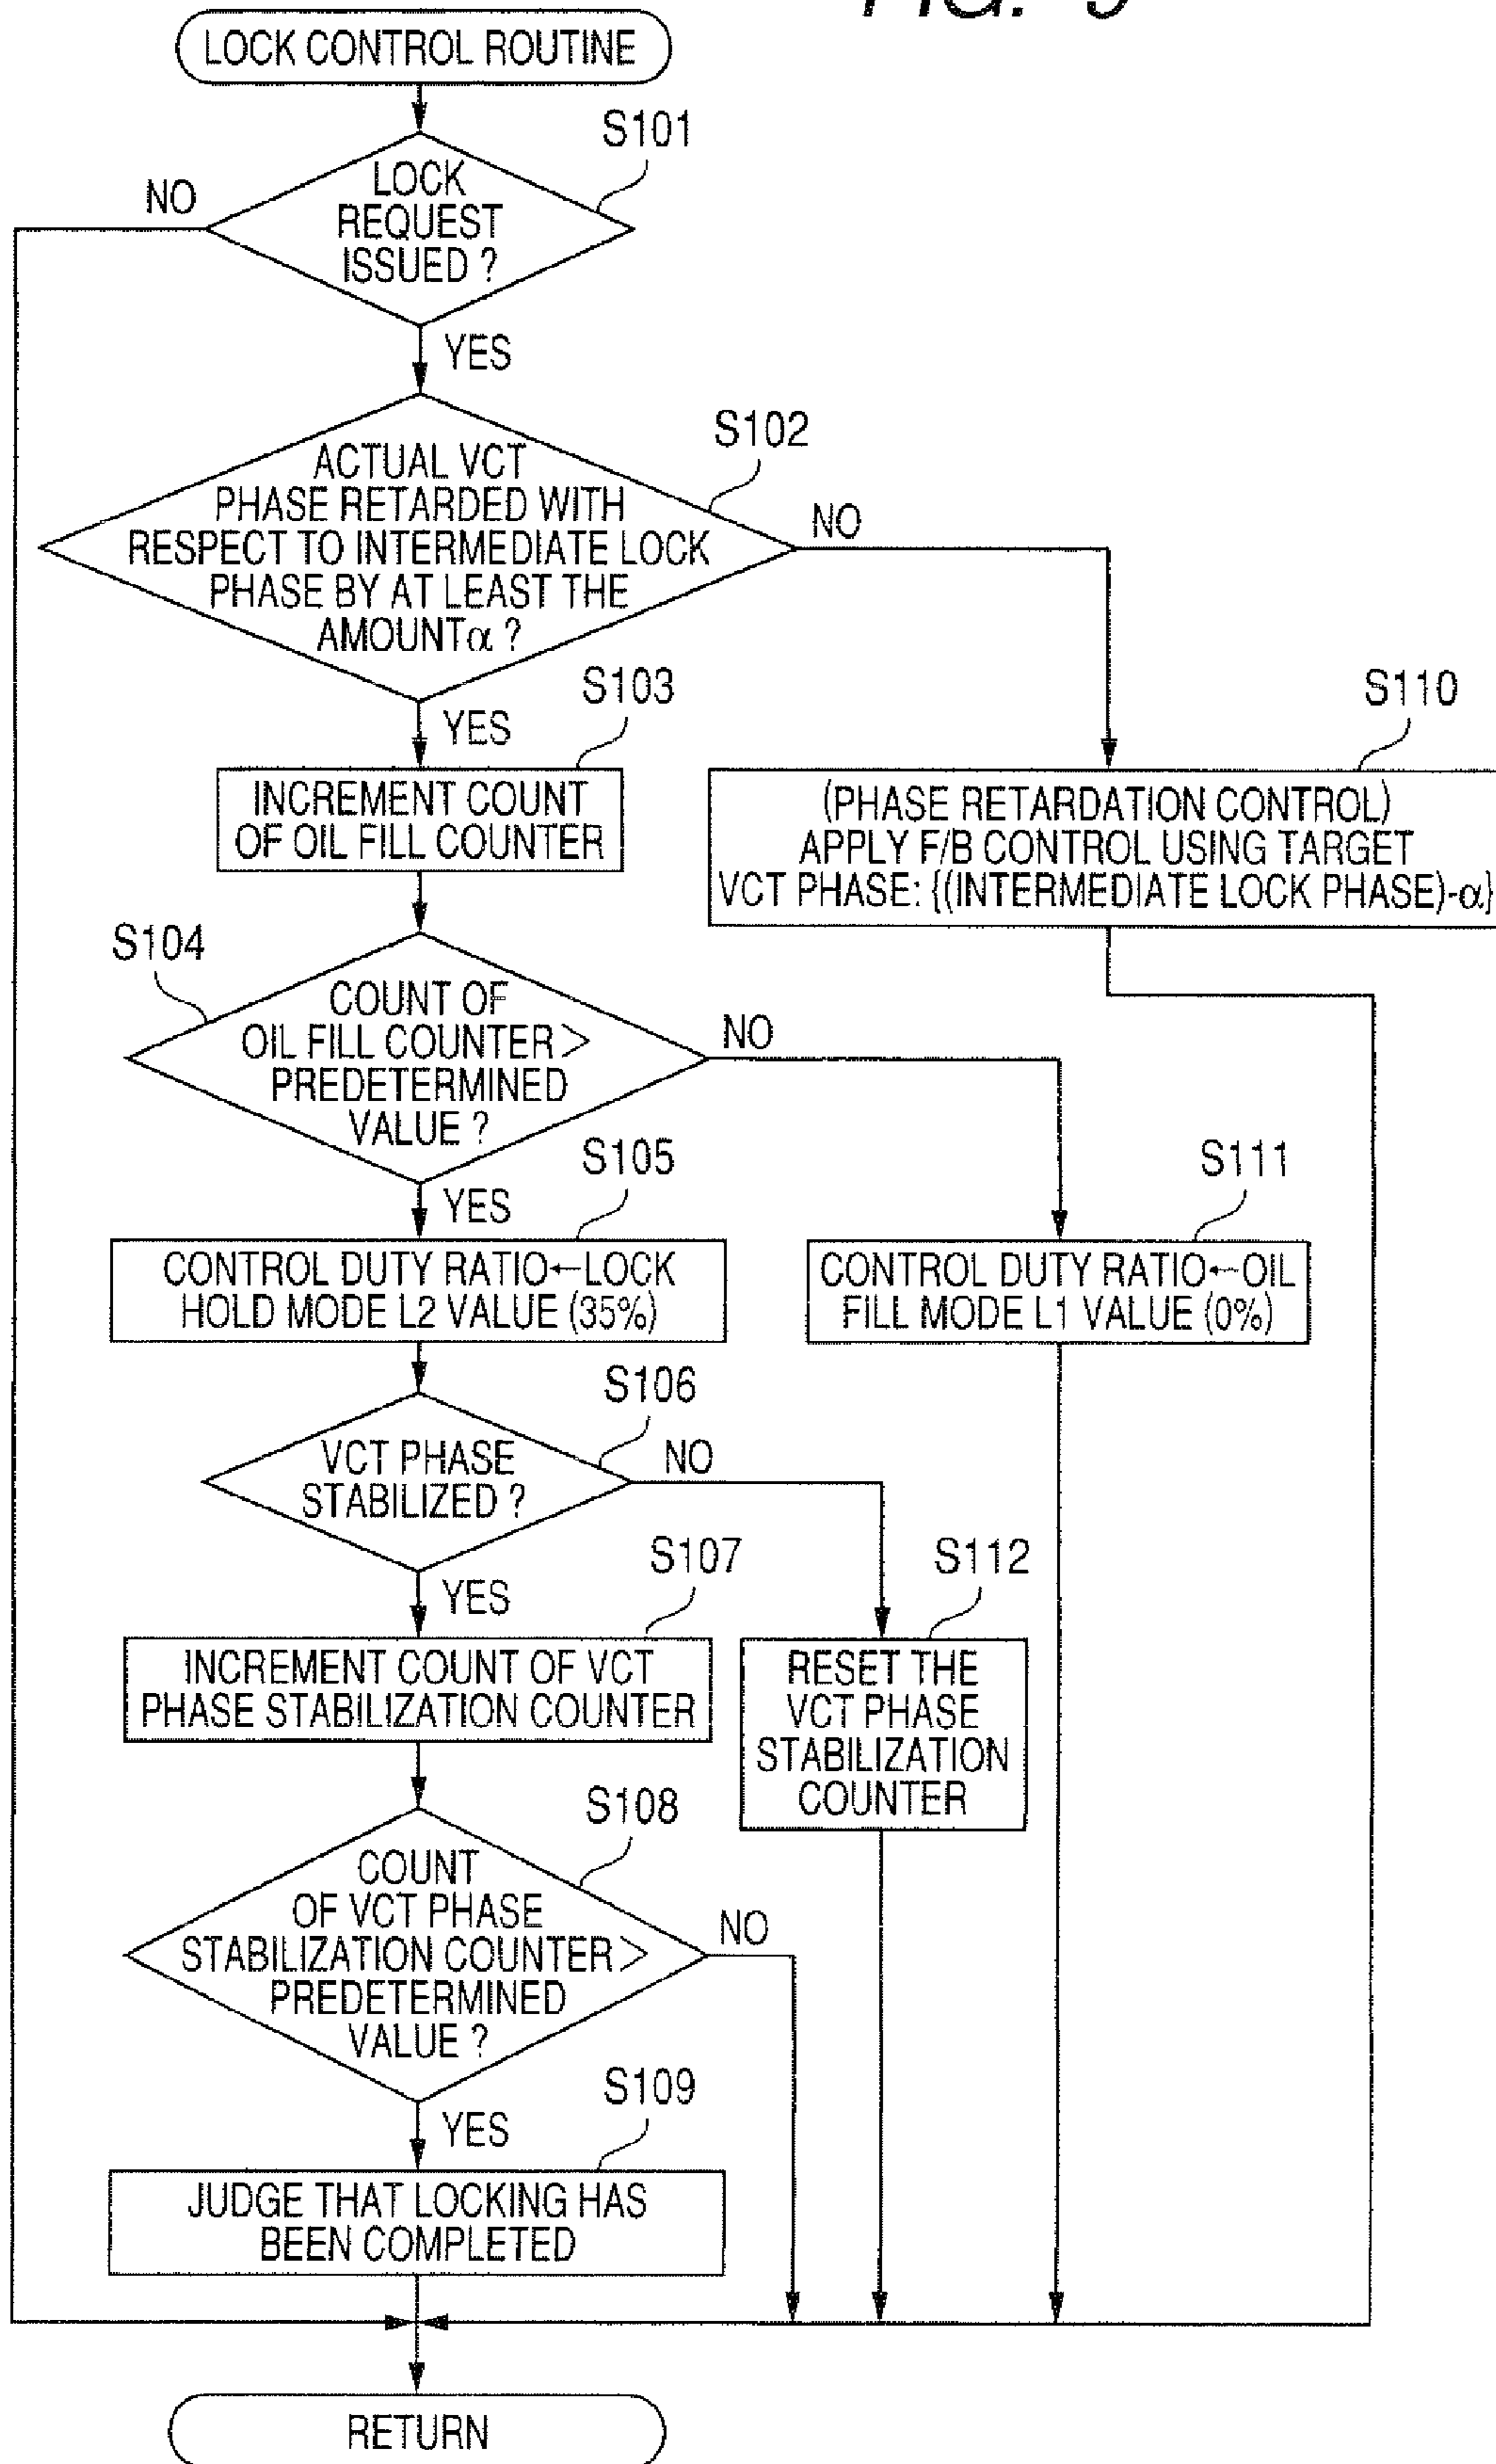 FIG. 9
LOCK CONTROL ROUTINE
S101
LOCK
REQUEST
ISSUED ?
NO
YES
S102
ACTUAL VCT
PHASE RETARDED WITH
RESPECT TO INTERMEDIATE LOCK
PHASE BY AT LEAST THE
AMOUNTα ?
NO
YES
S103
INCREMENT COUNT
OF OIL FILL COUNTER
S110
(PHASE RETARDATION CONTROL)
APPLY F/B CONTROL USING TARGET
VCT PHASE: {(INTERMEDIATE LOCK PHASE)-α}
S104
COUNT OF
OIL FILL COUNTER >
PREDETERMINED
VALUE ?
NO
YES
S105
CONTROL DUTY RATIO←LOCK
HOLD MODE L2 VALUE (35%)
S111
CONTROL DUTY RATIO←OIL
FILL MODE L1 VALUE (0%)
S106
VCT PHASE
STABILIZED ?
NO
YES
S107
INCREMENT COUNT OF VCT
PHASE STABILIZATION COUNTER
S112
RESET THE
VCT PHASE
STABILIZATION
COUNTER
S108
COUNT
OF VCT PHASE
STABILIZATION COUNTER >
PREDETERMINED
VALUE ?
NO
YES
S109
JUDGE THAT LOCKING HAS
BEEN COMPLETED
RETURN